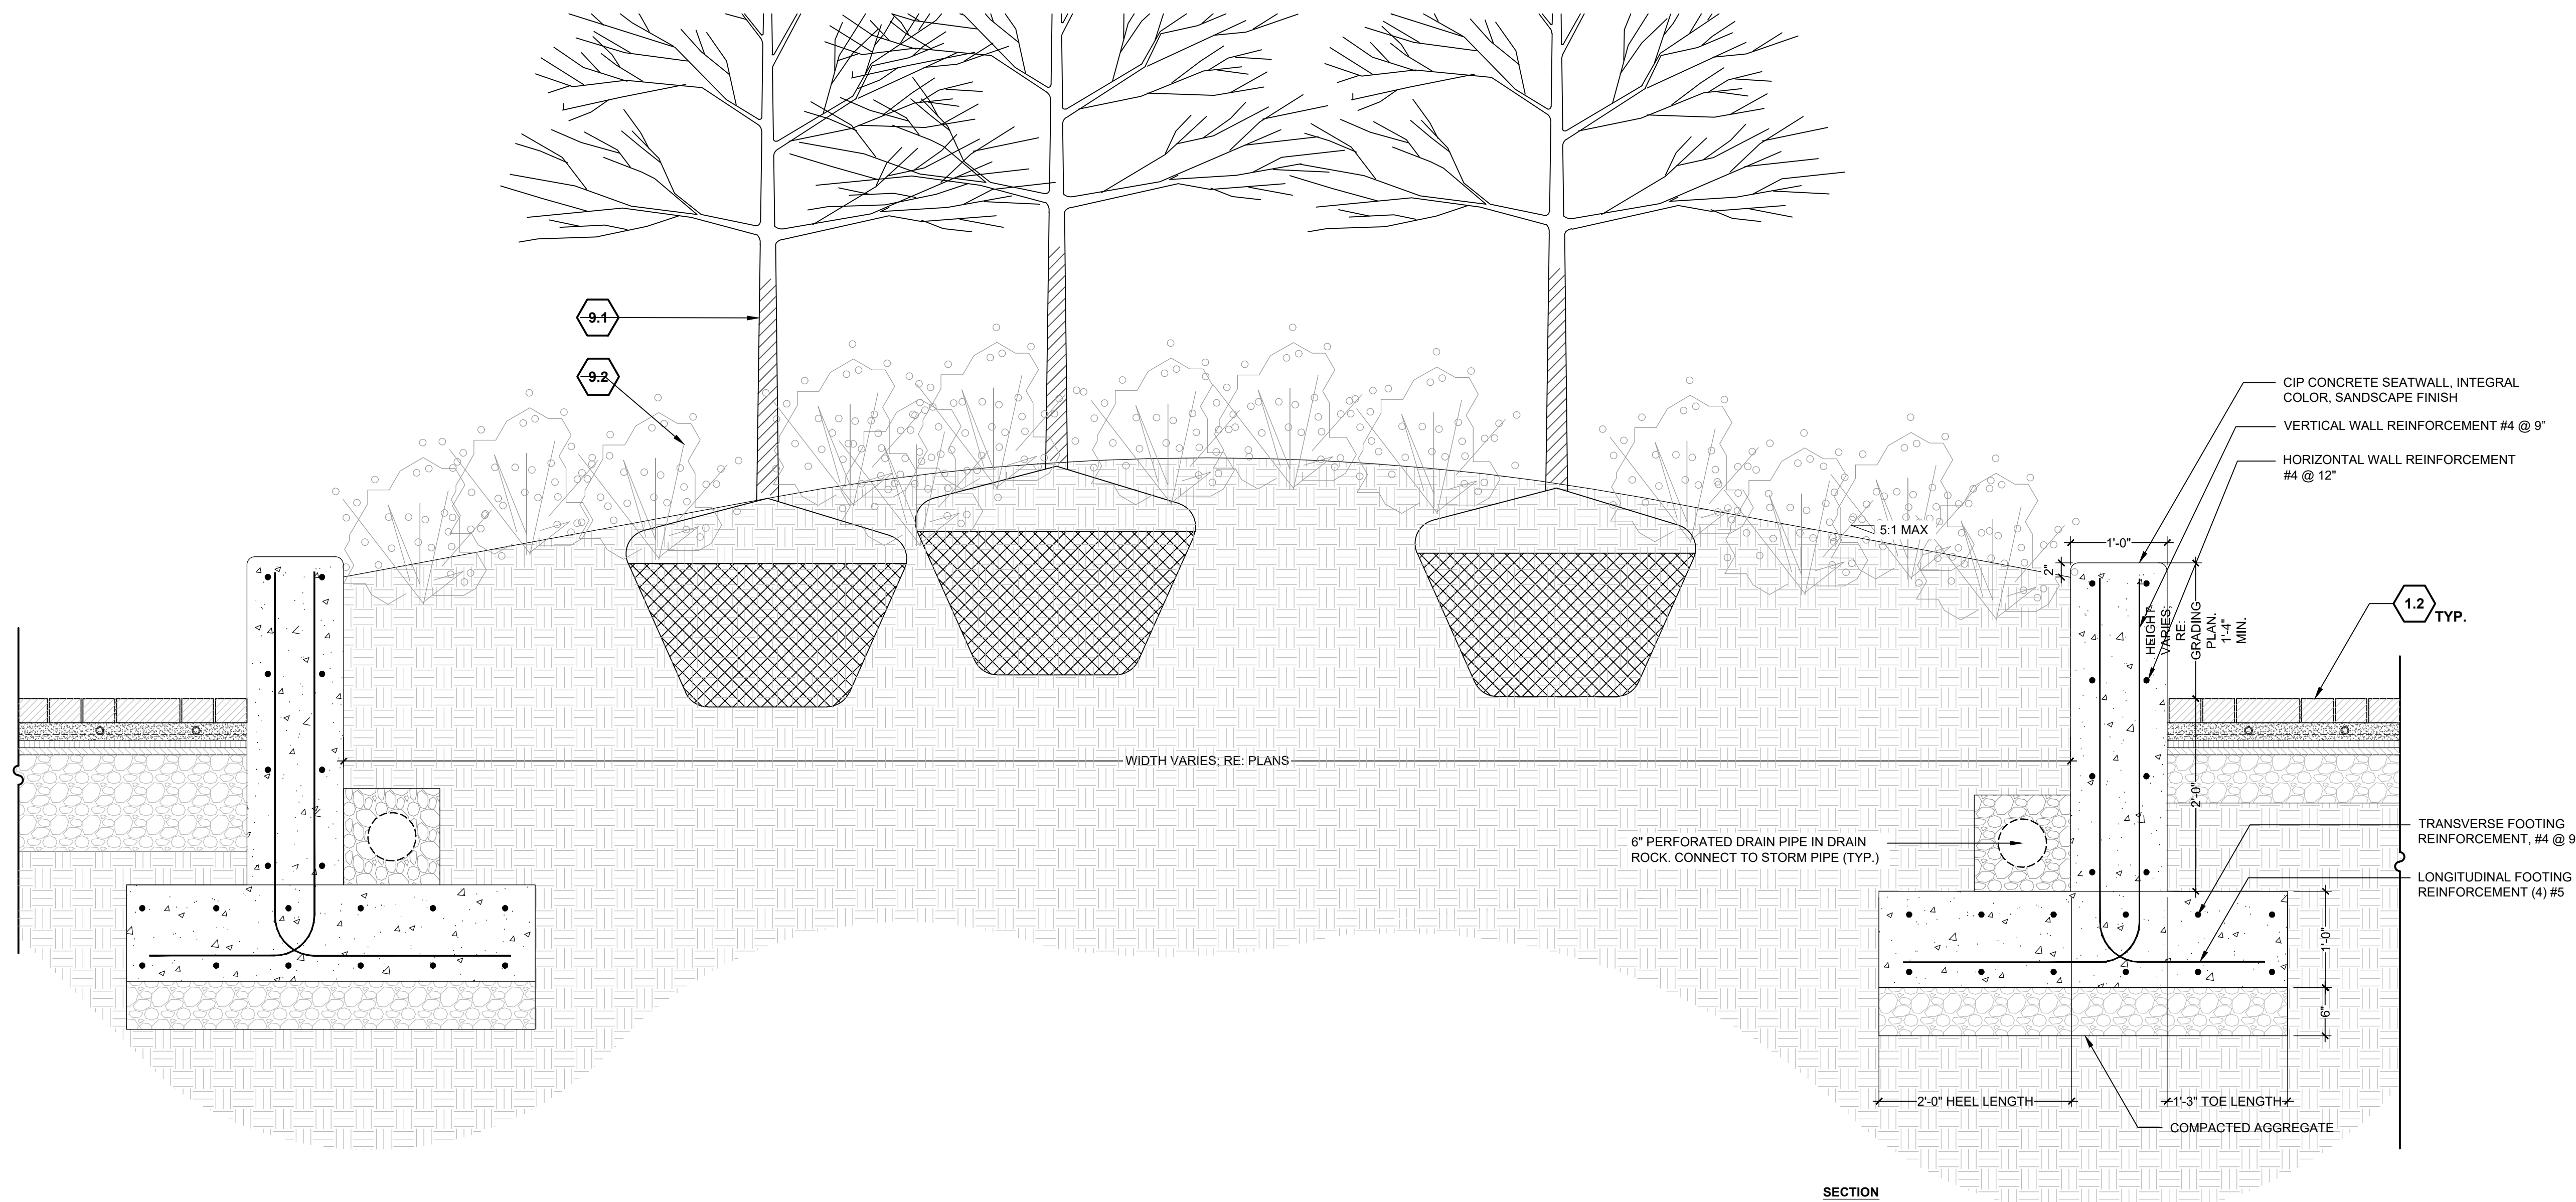 9.1
9.2
CIP CONCRETE SEATWALL, INTEGRAL
COLOR, SANDSCAPE FINISH
VERTICAL WALL REINFORCEMENT #4 @ 9"
HORIZONTAL WALL REINFORCEMENT
#4 @ 12"
5:1 MAX
1'-0"
2"
HEIGHT
VARIES;
RE:
GRADING
PLAN.
1'-4"
MIN.
1.2
TYP.
WIDTH VARIES; RE: PLANS
2'-0"
6" PERFORATED DRAIN PIPE IN DRAIN
ROCK. CONNECT TO STORM PIPE (TYP.)
TRANSVERSE FOOTING
REINFORCEMENT, #4 @ 9
LONGITUDINAL FOOTING
REINFORCEMENT (4) #5
1'-0"
6"
2'-0" HEEL LENGTH
1'-3" TOE LENGTH
COMPACTED AGGREGATE
SECTION